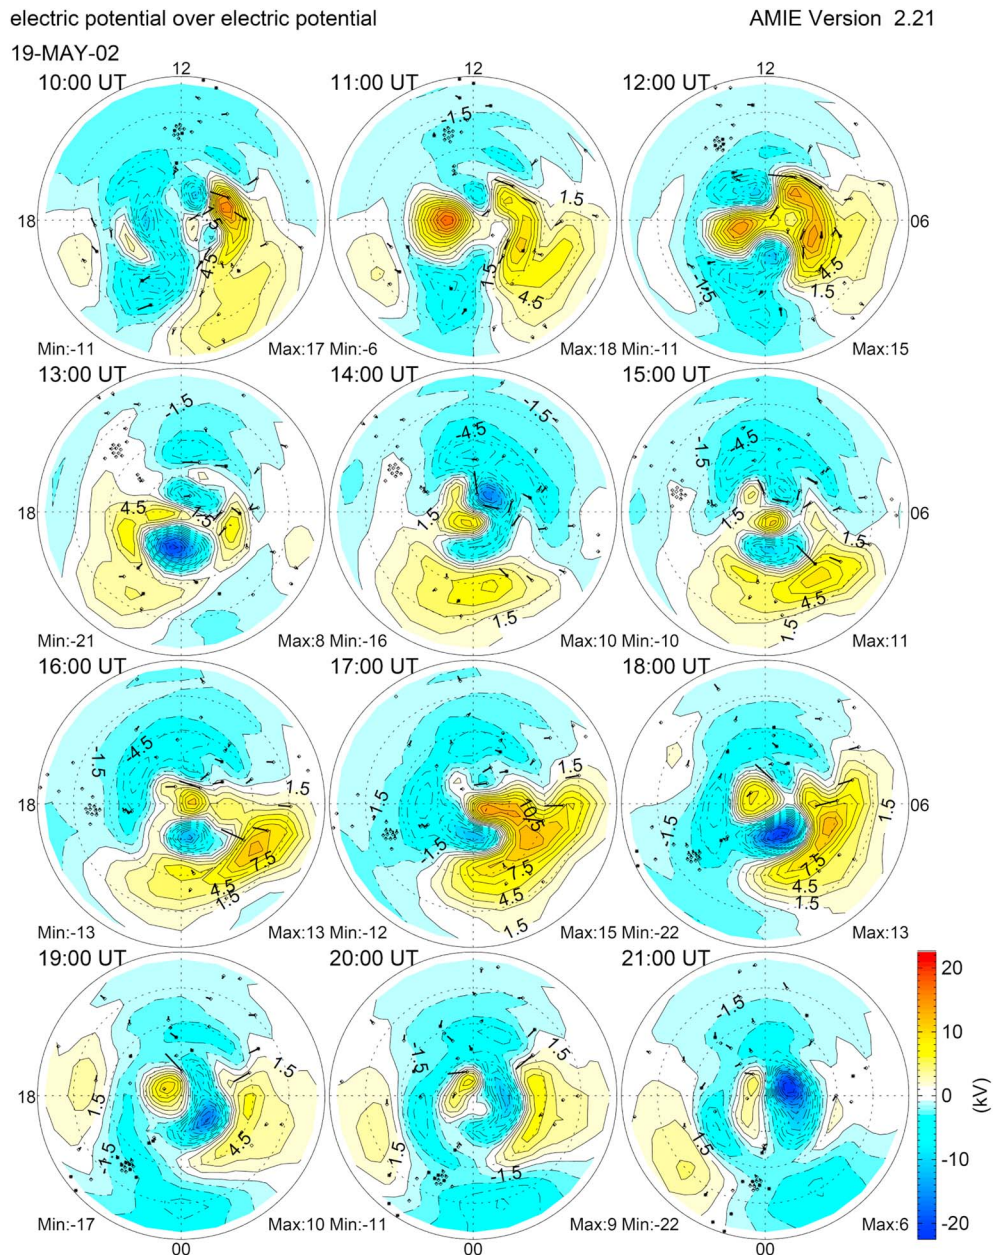 electric potential over electric potential AMIE Version 2.21
19-MAY-02
10:00 UT 12 11:00 UT 12:00 UT 12
-1.5
18 1.5 1.5 7 06
4.5 1.5 4.5 1.5 4.5 1.5
Min:-11 Max:17 Min:-6 Max:18 Min:-11 Max:15
13:00 UT 14:00 UT 15:00 UT
-1.5 -4.5 -1.5 -1.5 -4.5
18 4.5 1.5 1.5 1.5 1.5 06
1.5 4.5 1.5
Min:-21 Max:8 Min:-16 Max:10 Min:-10 Max:11
16:00 UT 17:00 UT 18:00 UT
-1.5 -4.5 1.5 1.5
18 -1.5 10.5 1.5 06
7.5 -1.5 -1.5
4.5 1.5 7.5 4.5 1.5 7.5 4.5 1.5
Min:-13 Max:13 Min:-12 Max:15 Min:-22 Max:13
19:00 UT 20:00 UT 21:00 UT
20
1.5 -1.5 1.5 -1.5
10
18 1.5 0
-1.5 4.5 1.5 -1.5 1.5
-10
(kV)
-20
Min:-17 Max:10 Min:-11 Max:9 Min:-22 Max:6
00 00